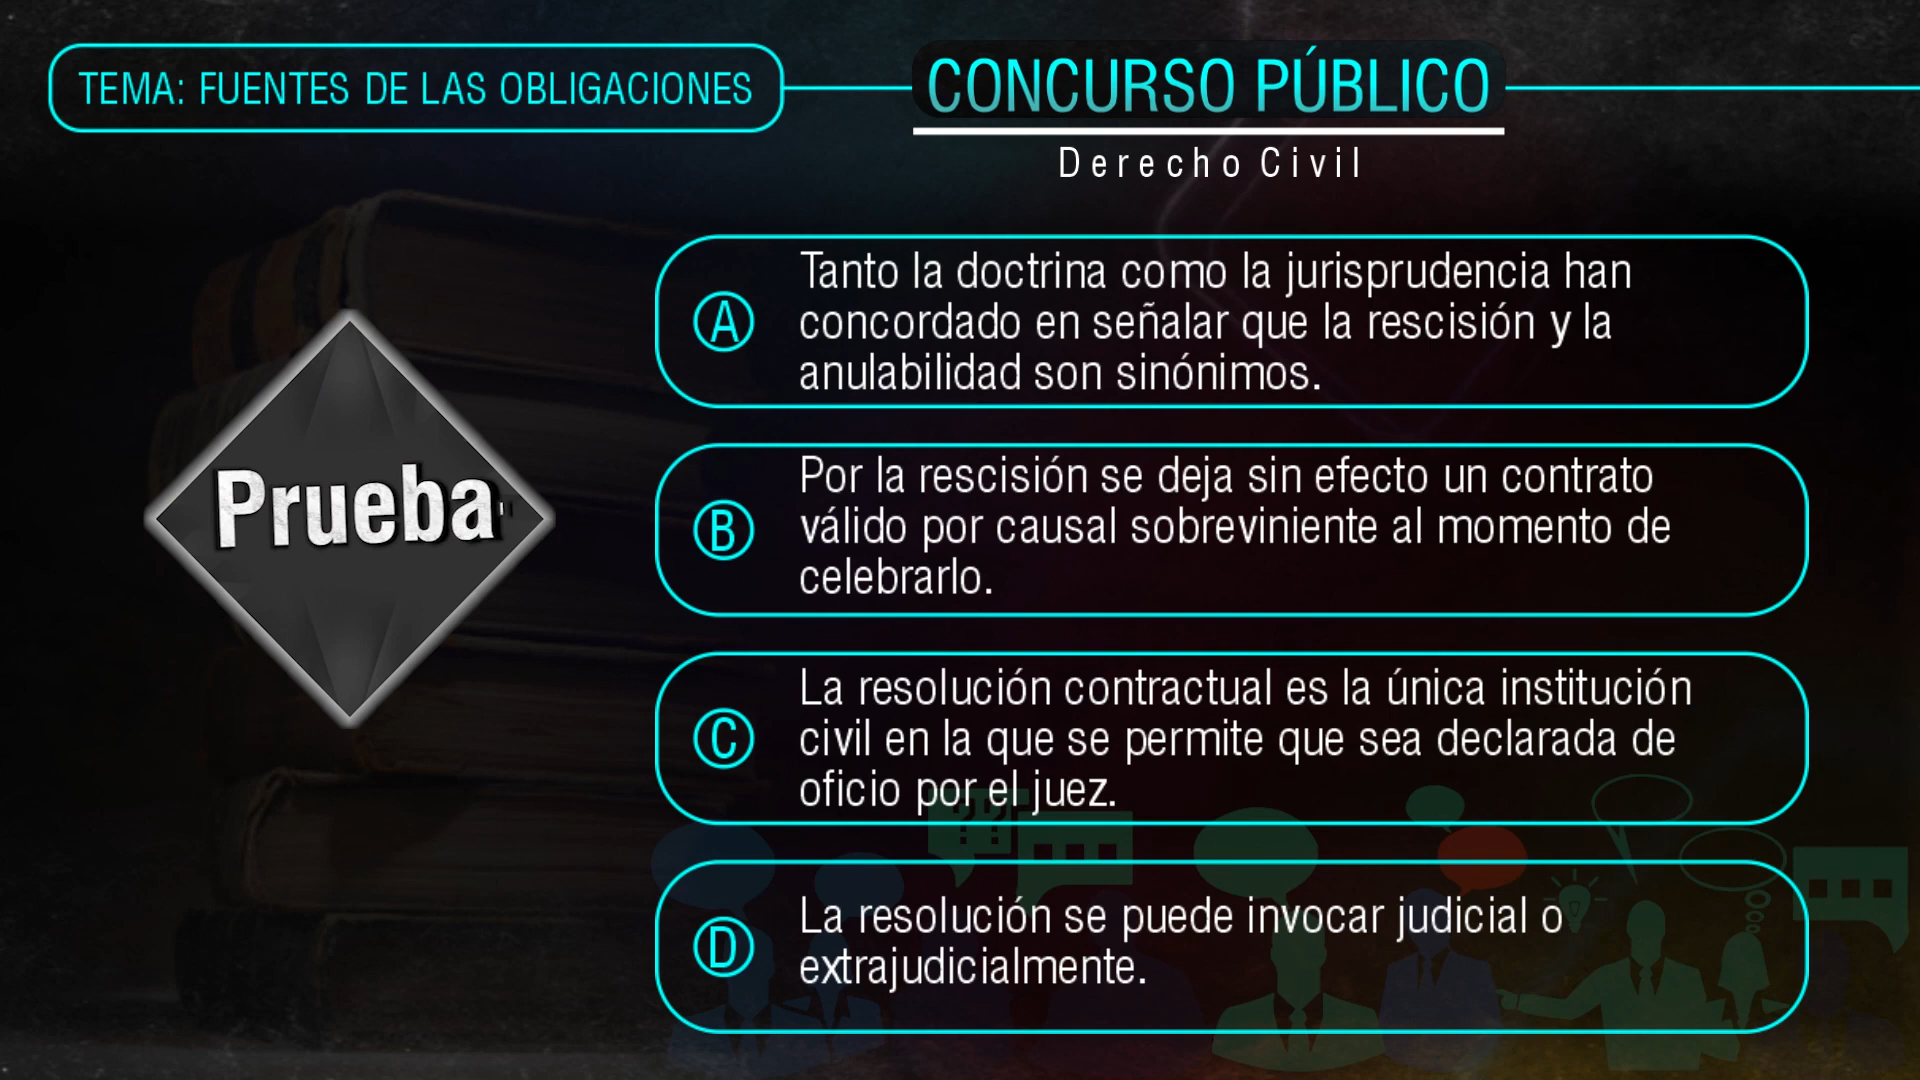 TEMA: FUENTES DE LAS OBLIGACIONES
CONCURSO PÚBLICO
Derecho Civil
Prueba
A
Tanto la doctrina como la jurisprudencia han
concordado en señalar que la rescisión y la
anulabilidad son sinónimos.
B
Por la rescisión se deja sin efecto un contrato
válido por causal sobreviniente al momento de
celebrarlo.
C
La resolución contractual es la única institución
civil en la que se permite que sea declarada de
oficio por el juez.
??
D
La resolución se puede invocar judicial o
extrajudicialmente.